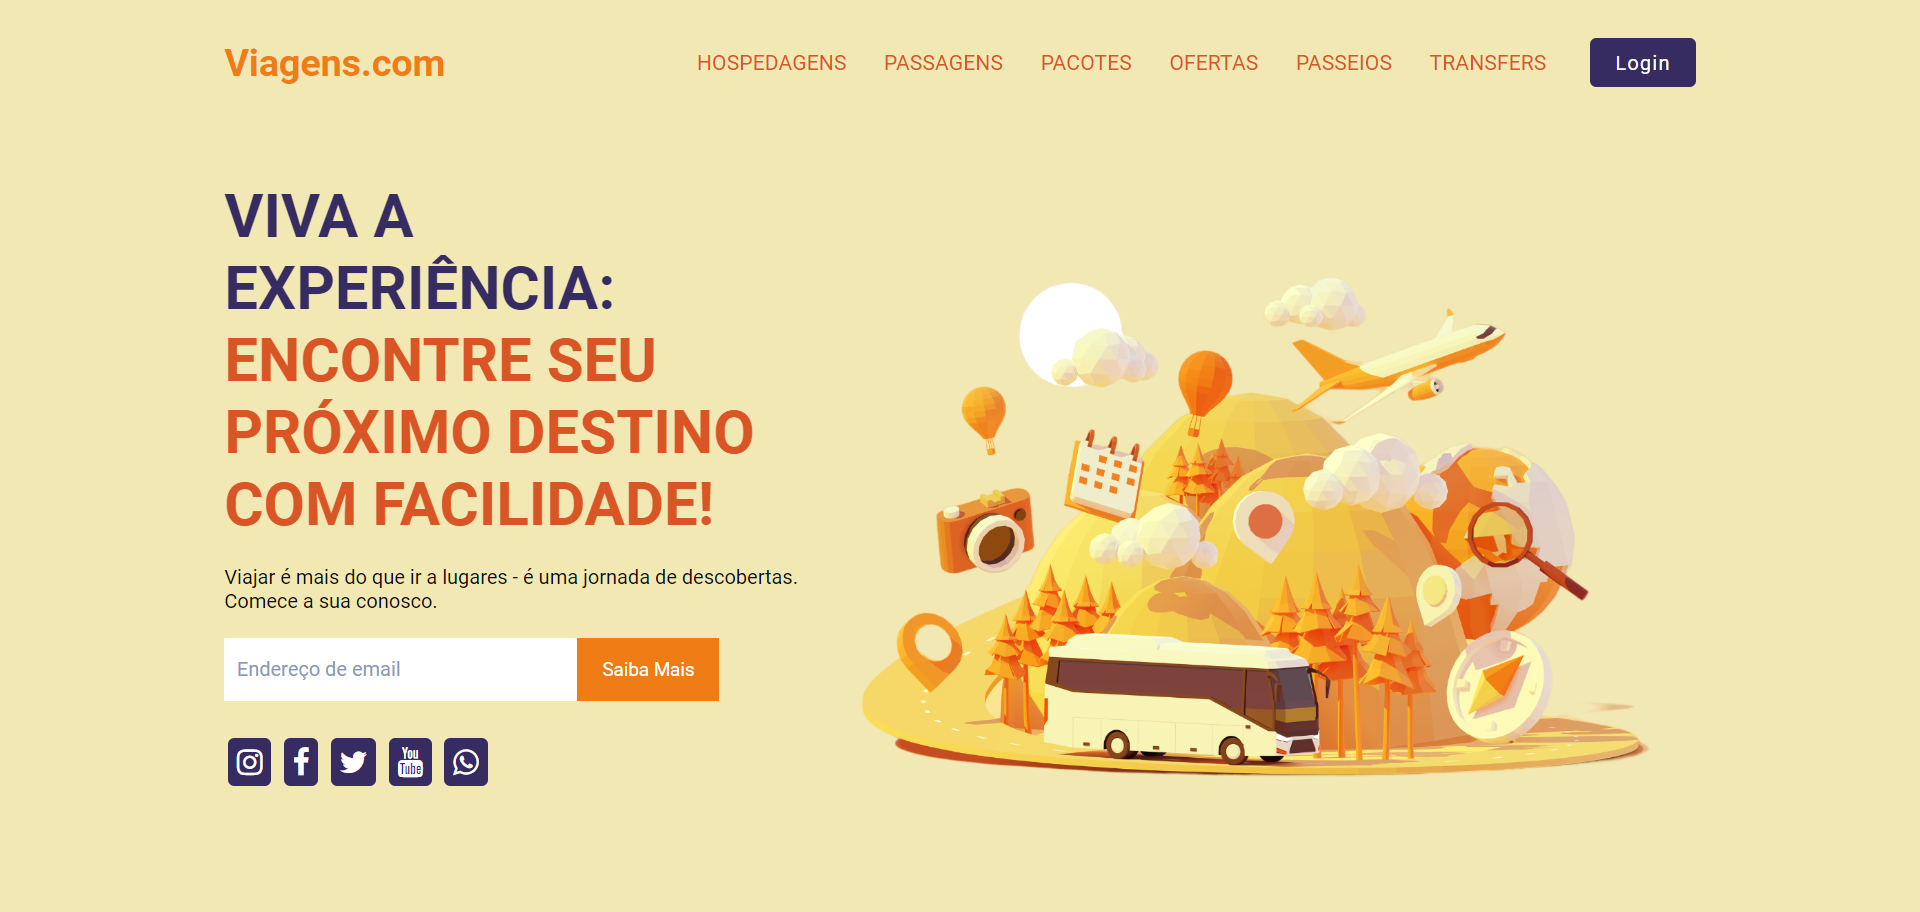 Viagens.com
HOSPEDAGENS PASSAGENS PACOTES OFERTAS PASSEIOS TRANSFERS Login
VIVA A
EXPERIÊNCIA:
ENCONTRE SEU
PRÓXIMO DESTINO
COM FACILIDADE!
Viajar é mais do que ir a lugares - é uma jornada de descobertas.
Comece a sua conosco.
Endereço de email Saiba Mais
You
Tube